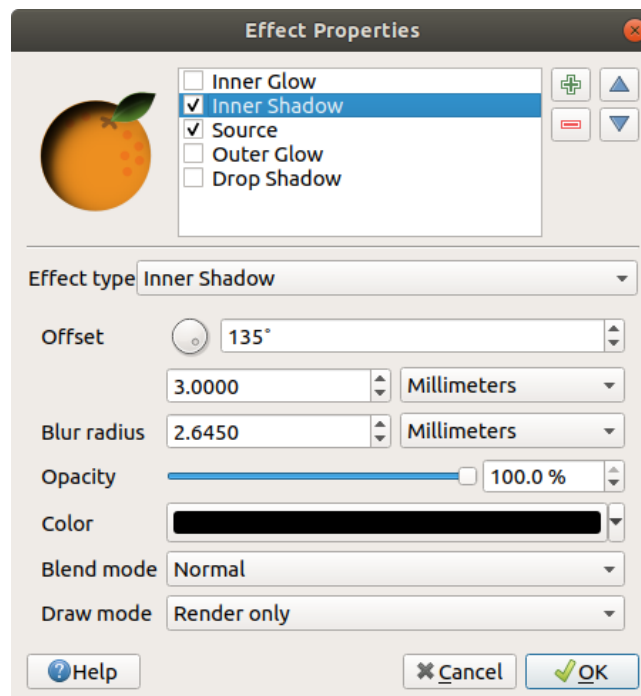 Effect Properties
Inner Glow
Inner Shadow
Source
Outer Glow
Drop Shadow
Effect type Inner Shadow
Offset 135°
3.0000 Millimeters
Blur radius 2.6450 Millimeters
Opacity 100.0 %
Color
Blend mode Normal
Draw mode Render only
Help Cancel OK